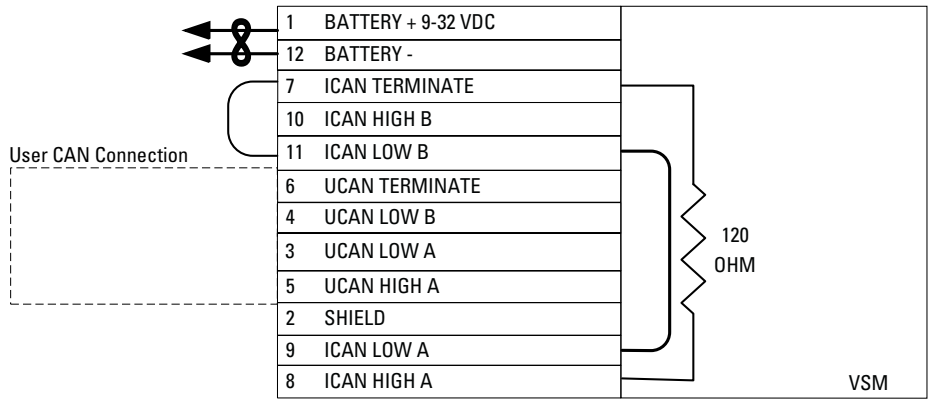 1 BATTERY + 9-32 VDC
12 BATTERY -
7 ICAN TERMINATE
10 ICAN HIGH B
11 ICAN LOW B
User CAN Connection
6 UCAN TERMINATE
4 UCAN LOW B
3 UCAN LOW A
5 UCAN HIGH A
2 SHIELD
9 ICAN LOW A
8 ICAN HIGH A
120
OHM
VSM